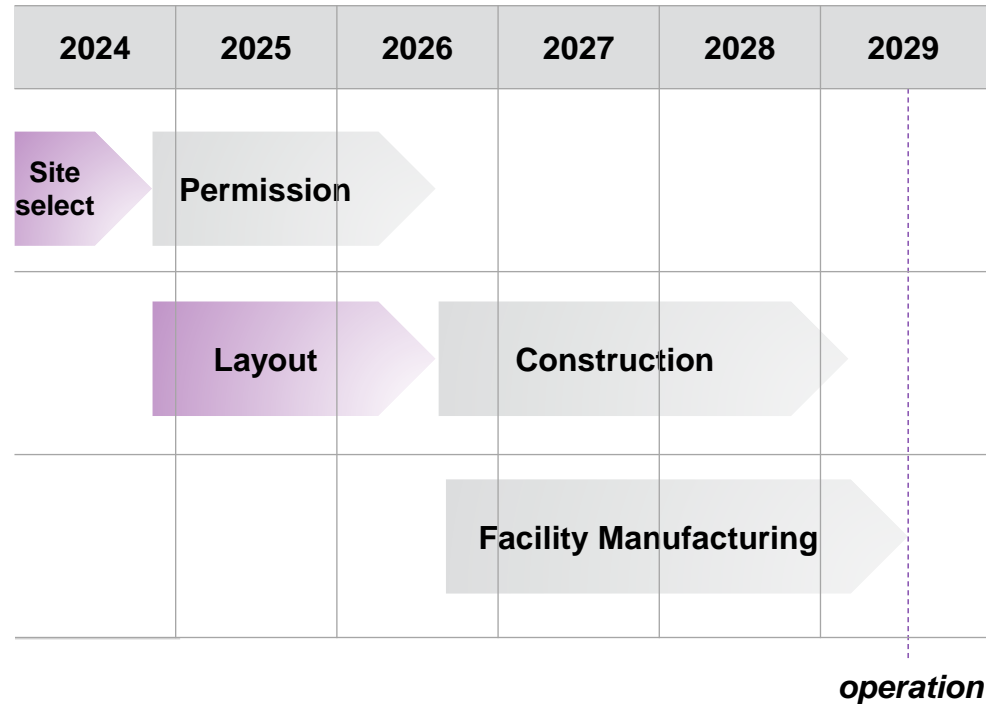 2024 2025 2026 2027 2028 2029
Site
select
Permission
Layout
Construction
Facility Manufacturing
operation